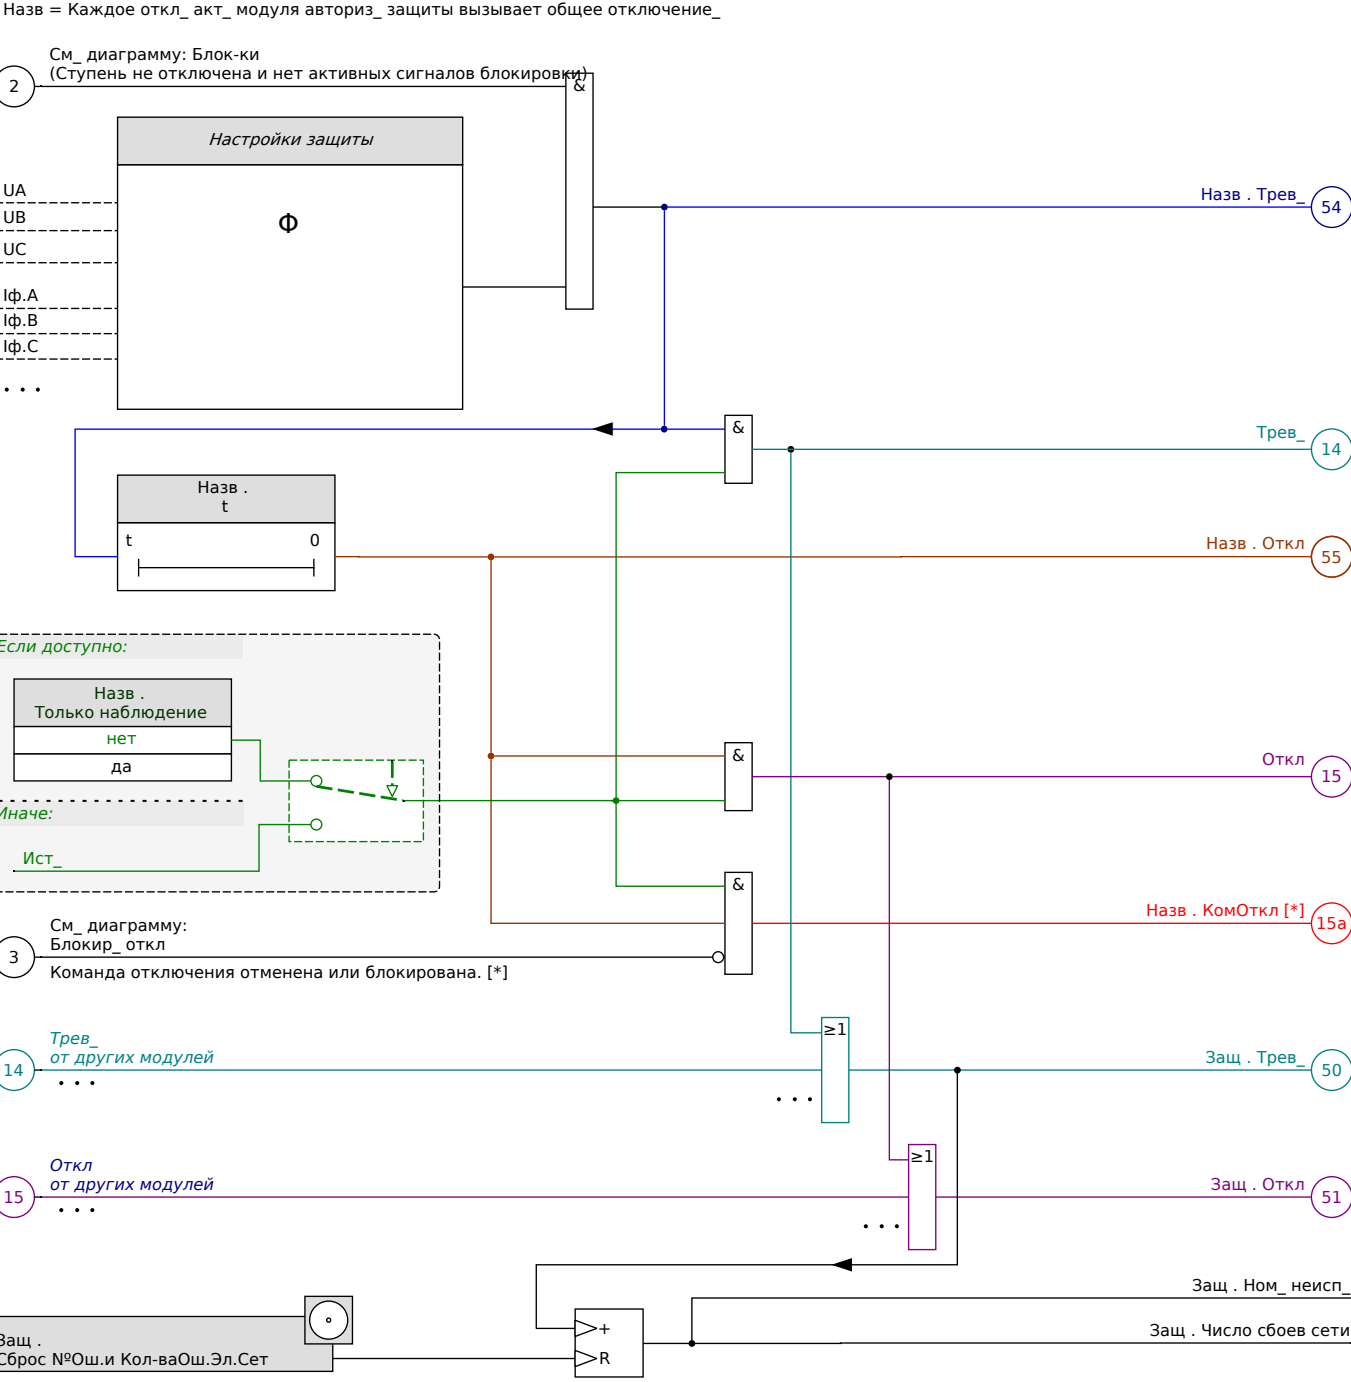 Назв = Каждое откл_ акт_ модуля авториз_ защиты вызывает общее отключение_
См_ диаграмму: Блок-ки
(Ступень не отключена и нет активных сигналов блокировки)
2
&
Настройки защиты
Φ
UA
UB
UC
Iф.A
Iф.B
Iф.C
. . .
Назв . Трев_
54
&
Трев_
14
Назв .
t
t 0
Назв . Откл
55
Если доступно:
Назв .
Только наблюдение
нет
да
Иначе:
Ист_
&
Откл
15
&
Назв . КомОткл [*]
15a
См_ диаграмму:
Блокир_ откл
3
Команда отключения отменена или блокирована. [*]
≥1
Трев_
от других модулей
14
. . .
. . .
Защ . Трев_
50
≥1
Откл
от других модулей
15
. . .
. . .
Защ . Откл
51
Защ . Ном_ неисп_
Защ . Число сбоев сети
+
R
Защ .
Сброс №Ош.и Кол-ваОш.Эл.Сет